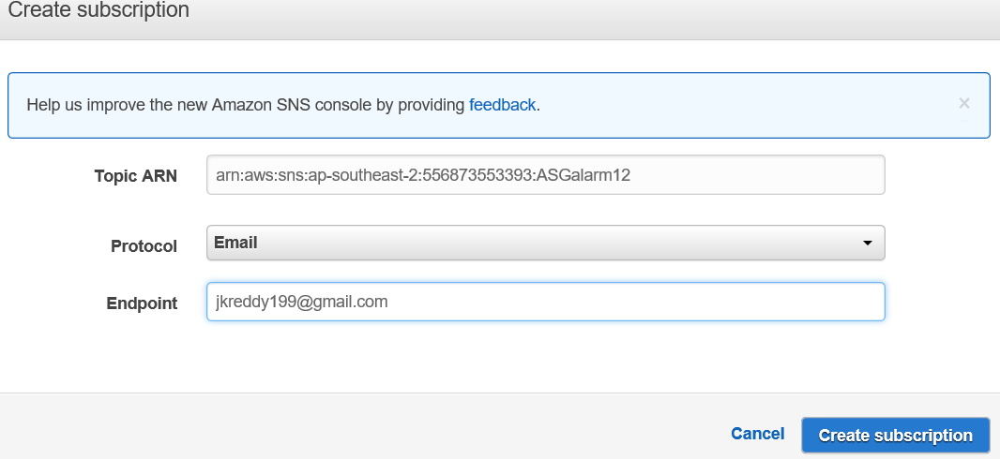 Create subscription
Help us improve the new Amazon SNS console by providing feedback.
×
Topic ARN arn:aws:sns:ap-southeast-2:556873553393:ASGalarm12
Protocol Email
Endpoint jkreddy199@gmail.com
Cancel Create subscription